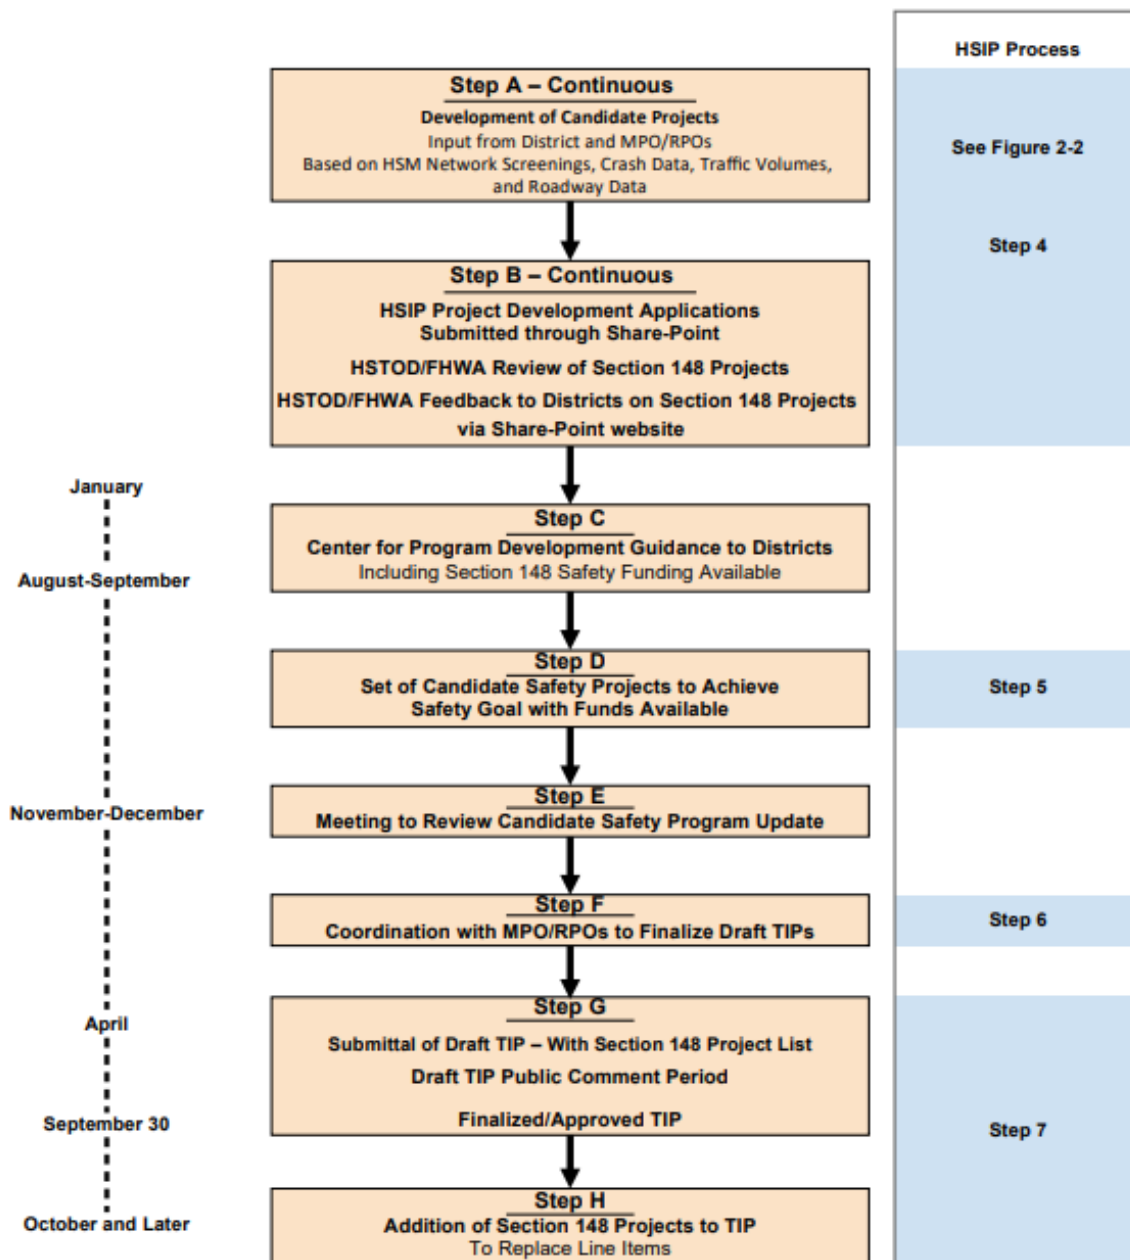 HSIP Process
Step A – Continuous
Development of Candidate Projects
Input from District and MPO/RPOs
Based on HSM Network Screenings, Crash Data, Traffic Volumes,
and Roadway Data
See Figure 2-2
Step 4
Step B – Continuous
HSIP Project Development Applications
Submitted through Share-Point
HSTOD/FHWA Review of Section 148 Projects
HSTOD/FHWA Feedback to Districts on Section 148 Projects
via Share-Point website
January
Step C
Center for Program Development Guidance to Districts
Including Section 148 Safety Funding Available
August-September
Step D
Set of Candidate Safety Projects to Achieve
Safety Goal with Funds Available
Step 5
Step E
Meeting to Review Candidate Safety Program Update
November-December
Step F
Coordination with MPO/RPOs to Finalize Draft TIPs
Step 6
Step G
Submittal of Draft TIP – With Section 148 Project List
Draft TIP Public Comment Period
Finalized/Approved TIP
April
September 30
Step 7
Step H
Addition of Section 148 Projects to TIP
To Replace Line Items
October and Later